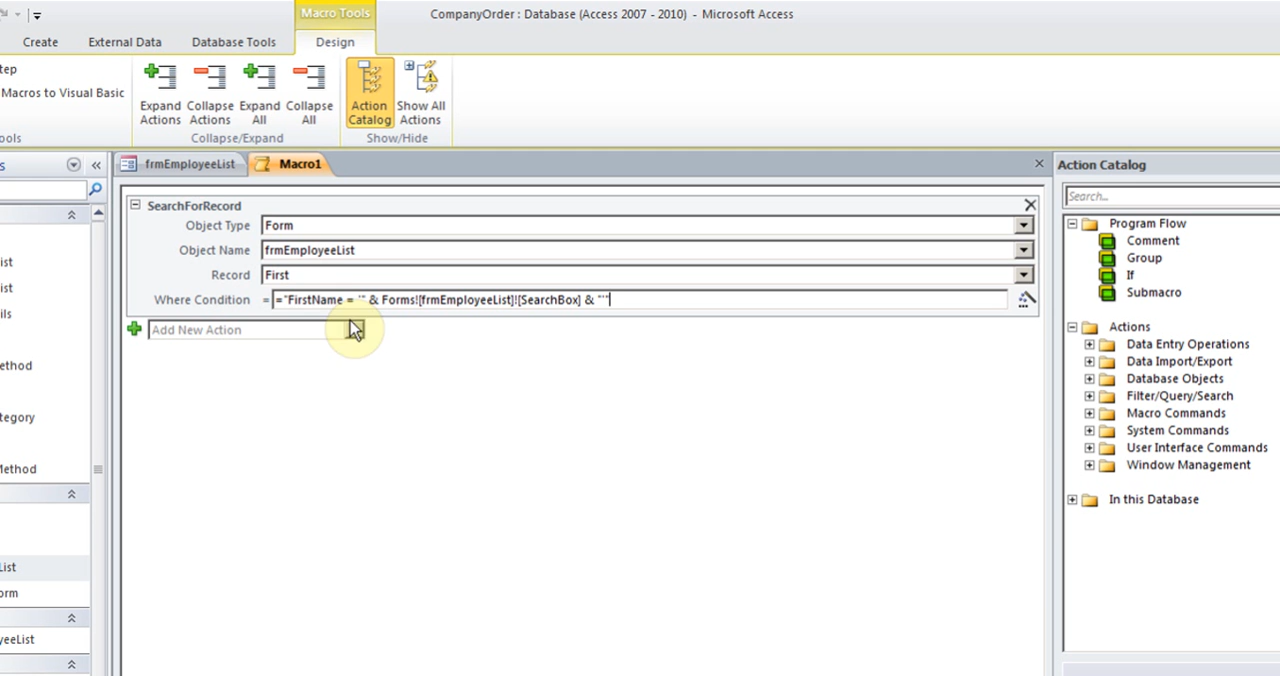 Macro Tools
CompanyOrder : Database (Access 2007 - 2010) - Microsoft Access
Create External Data Database Tools Design
tep
Macros to Visual Basic
ools
Expand Actions
Collapse Actions
Expand All
Collapse All
Action Catalog
Show All Actions
Collapse/Expand
Show/Hide
s
«
frmEmployeeList
Macro1
Action Catalog
Search...
ist
ist
ils
ethod
tegory
Method
List
orm
yeeList
SearchForRecord
Object Type Form
Object Name frmEmployeeList
Record First
Where Condition = ="FirstName = '" & Forms![frmEmployeeList]![SearchBox] & "'"
Add New Action
Program Flow
Comment
Group
If
Submacro
Actions
Data Entry Operations
Data Import/Export
Database Objects
Filter/Query/Search
Macro Commands
System Commands
User Interface Commands
Window Management
In this Database